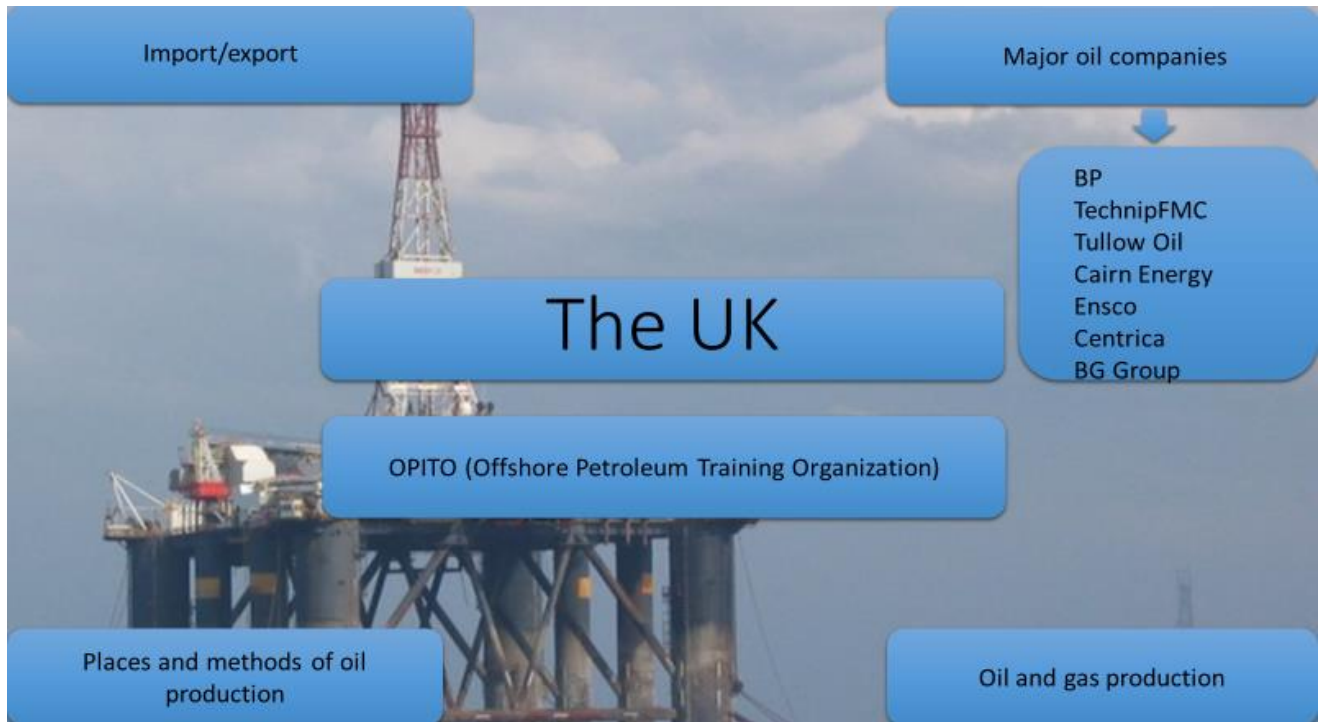 Import/export
Major oil companies
BP
TechnipFMC
Tullow Oil
Cairn Energy
Ensco
Centrica
BG Group
The UK
OPITO (Offshore Petroleum Training Organization)
Places and methods of oil
production
Oil and gas production